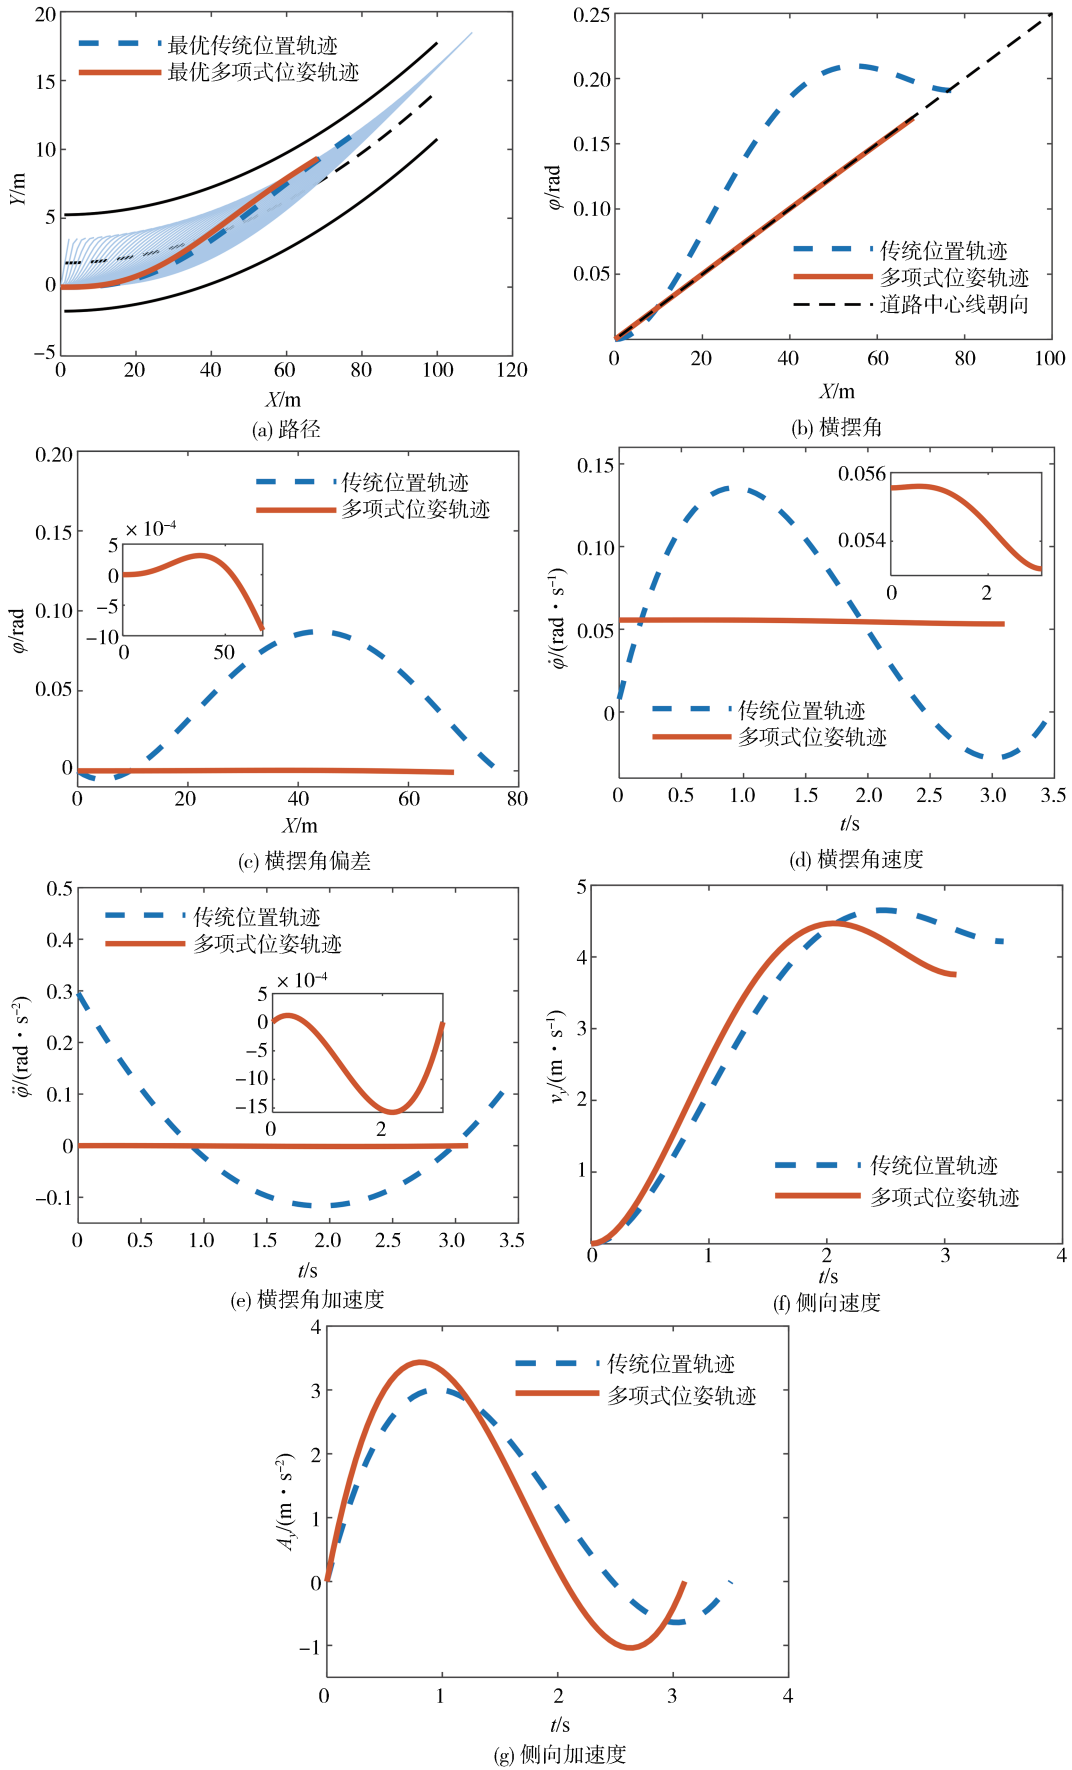 20
15
10
5
0
−5
0 20 40 60 80 100 120
Y/m
X/m
最优传统位置轨迹
最优多项式位姿轨迹
(a) 路径
0.25
0.20
0.15
0.10
0.05
0 20 40 60 80 100
φ/rad
X/m
传统位置轨迹
多项式位姿轨迹
道路中心线朝向
(b) 横摆角
0.20
0.15
0.10
0.05
0
0 20 40 60 80
φ/rad
X/m
传统位置轨迹
多项式位姿轨迹
× 10⁻⁴
5
0
−5
−10
0 50
(c) 横摆角偏差
0.15
0.10
0.05
0
0 0.5 1.0 1.5 2.0 2.5 3.0 3.5
φ̇/(rad · s⁻¹)
t/s
0.056
0.054
0 2
传统位置轨迹
多项式位姿轨迹
(d) 横摆角速度
0.5
0.4
0.3
0.2
0.1
0
−0.1
0 0.5 1.0 1.5 2.0 2.5 3.0 3.5
φ̈/(rad · s⁻²)
t/s
传统位置轨迹
多项式位姿轨迹
× 10⁻⁴
5
0
−5
−10
−15
0 2
(e) 横摆角加速度
5
4
3
2
1
0 1 2 3 4
v_y/(m · s⁻¹)
t/s
传统位置轨迹
多项式位姿轨迹
(f) 侧向速度
4
3
2
1
0
−1
0 1 2 3 4
A_y/(m · s⁻²)
t/s
传统位置轨迹
多项式位姿轨迹
(g) 侧向加速度